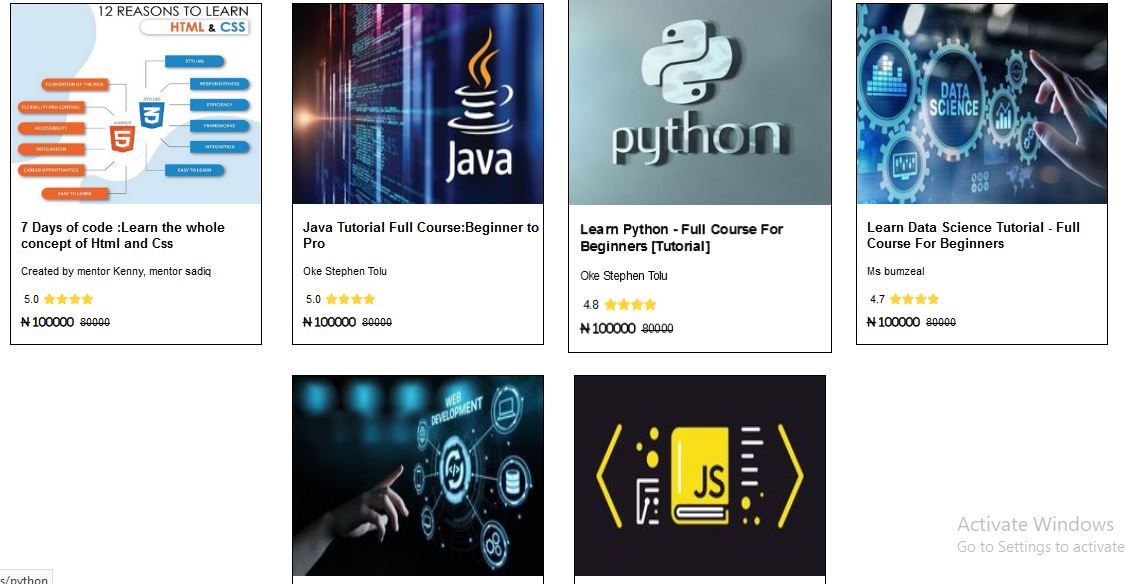 12 REASONS TO LEARN
HTML & CSS
STYLING
FOUNDATION OF THE WEB
RESPONSIVENESS
FLEXIBILITY AND CONTROL
STYLING
EFFICIENCY
ACCESSIBILITY
MARKUP
FRAMEWORKS
INTEGRATION
INTEGRATION
CAREER OPPORTUNITIES
EASY TO LEARN
EASY TO LEARN
3
5
7 Days of code :Learn the whole
concept of Html and Css
Created by mentor Kenny, mentor sadiq
5.0
₦ 100000 80000
Java
Java Tutorial Full Course:Beginner to
Pro
Oke Stephen Tolu
5.0
₦ 100000 80000
python
Learn Python - Full Course For
Beginners [Tutorial]
Oke Stephen Tolu
4.8
₦ 100000 80000
DATA
SCIENCE
Learn Data Science Tutorial - Full
Course For Beginners
Ms bumzeal
4.7
₦ 100000 80000
WEB
DEVELOPMENT
</>
JS
Activate Windows
Go to Settings to activate
s/python